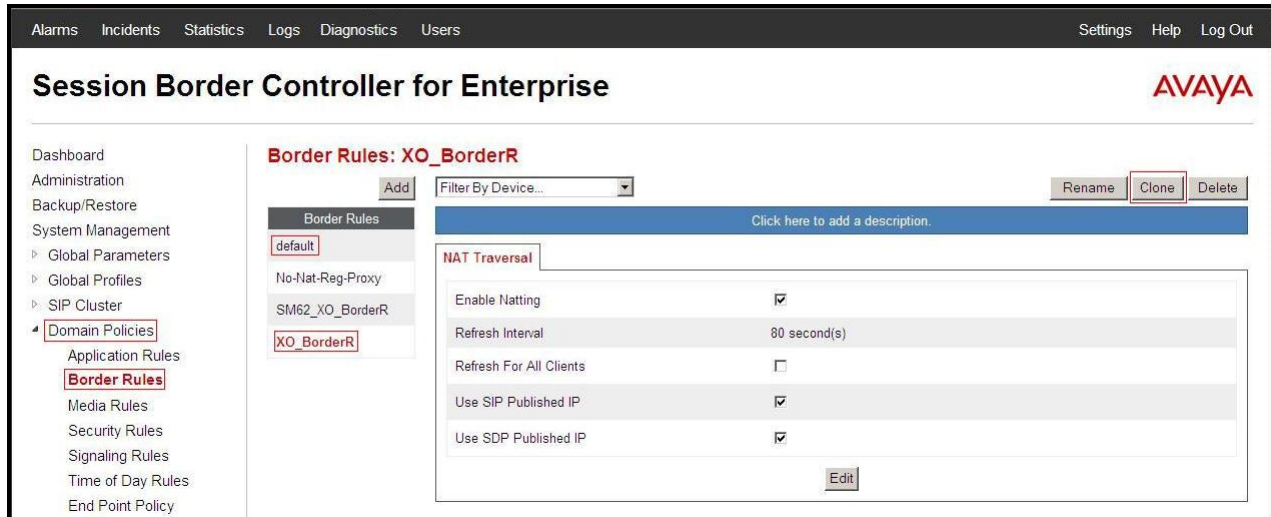 Alarms Incidents Statistics Logs Diagnostics Users Settings Help Log Out
Session Border Controller for Enterprise
AVAYA
Dashboard
Administration
Backup/Restore
System Management
Global Parameters
Global Profiles
SIP Cluster
Domain Policies
Application Rules
Border Rules
Media Rules
Security Rules
Signaling Rules
Time of Day Rules
End Point Policy
Border Rules: XO_BorderR
Add
Filter By Device...
Rename Clone Delete
Border Rules
default
No-Nat-Reg-Proxy
SM62_XO_BorderR
XO_BorderR
Click here to add a description.
NAT Traversal
Enable Natting
Refresh Interval 80 second(s)
Refresh For All Clients
Use SIP Published IP
Use SDP Published IP
Edit